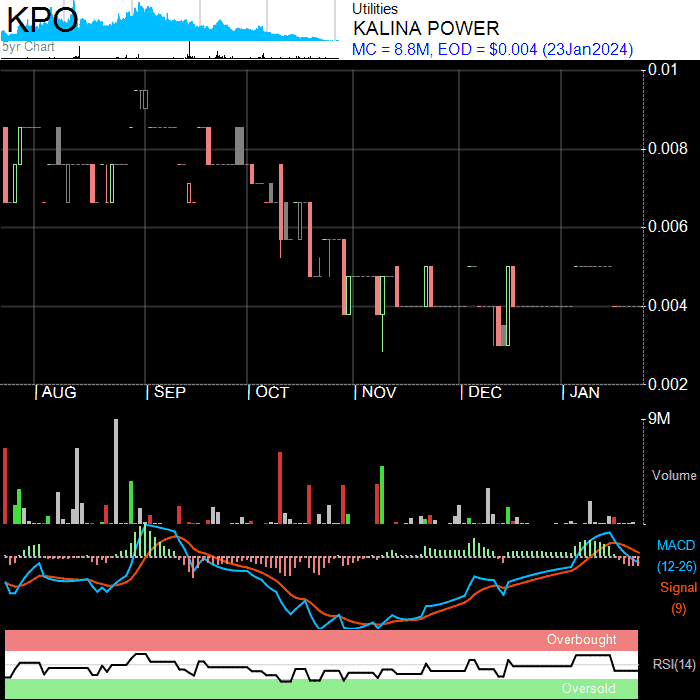 KPO
5yr Chart
Utilities
KALINA POWER
MC = 8.8M, EOD = $0.004 (23Jan2024)
0.01
0.008
0.006
0.004
0.002
AUG SEP OCT NOV DEC JAN
9M
Volume
MACD
(12-26)
Signal
(9)
Overbought
RSI(14)
Oversold